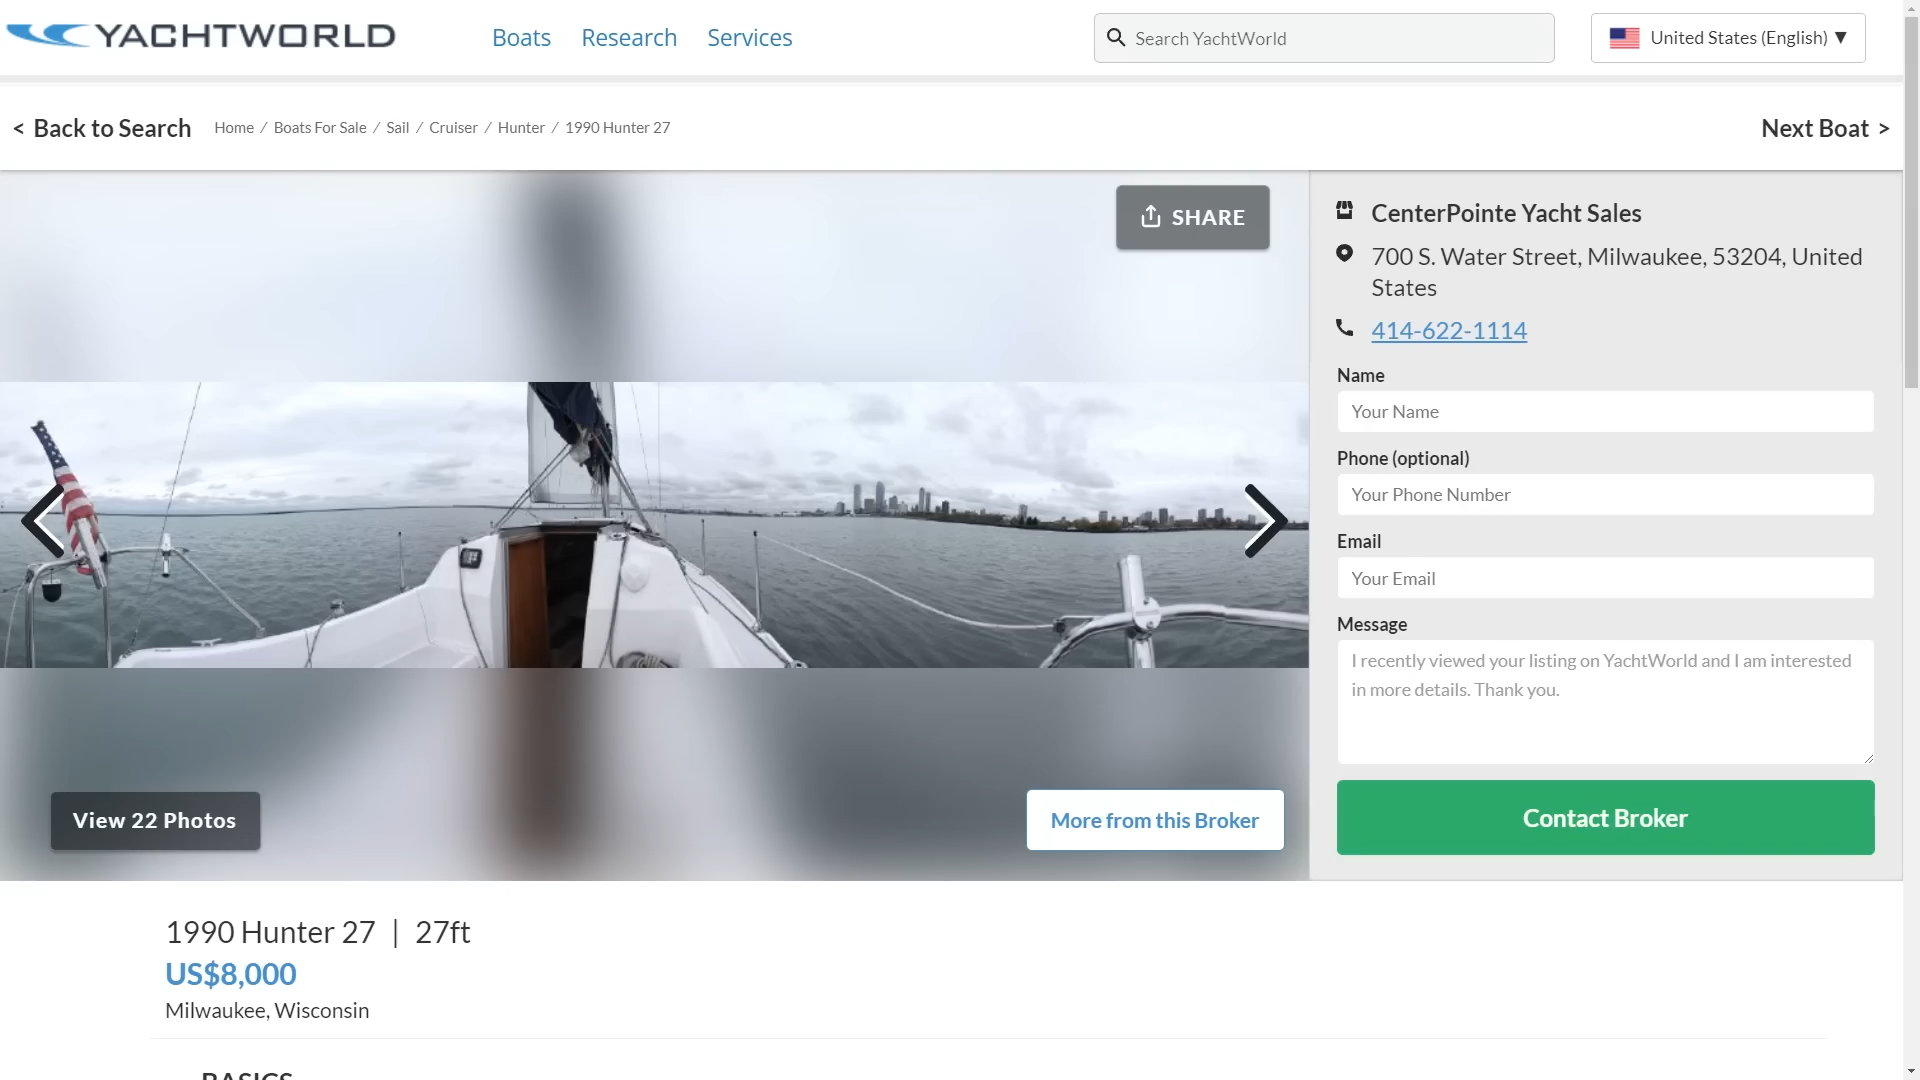 YACHTWORLD
Boats Research Services
Search YachtWorld
United States (English) ▼
< Back to Search
Home / Boats For Sale / Sail / Cruiser / Hunter / 1990 Hunter 27
Next Boat >
SHARE
View 22 Photos
More from this Broker
CenterPointe Yacht Sales
700 S. Water Street, Milwaukee, 53204, United
States
414-622-1114
Name
Your Name
Phone (optional)
Your Phone Number
Email
Your Email
Message
I recently viewed your listing on YachtWorld and I am interested
in more details. Thank you.
Contact Broker
1990 Hunter 27 | 27ft
US$8,000
Milwaukee, Wisconsin
BASICS